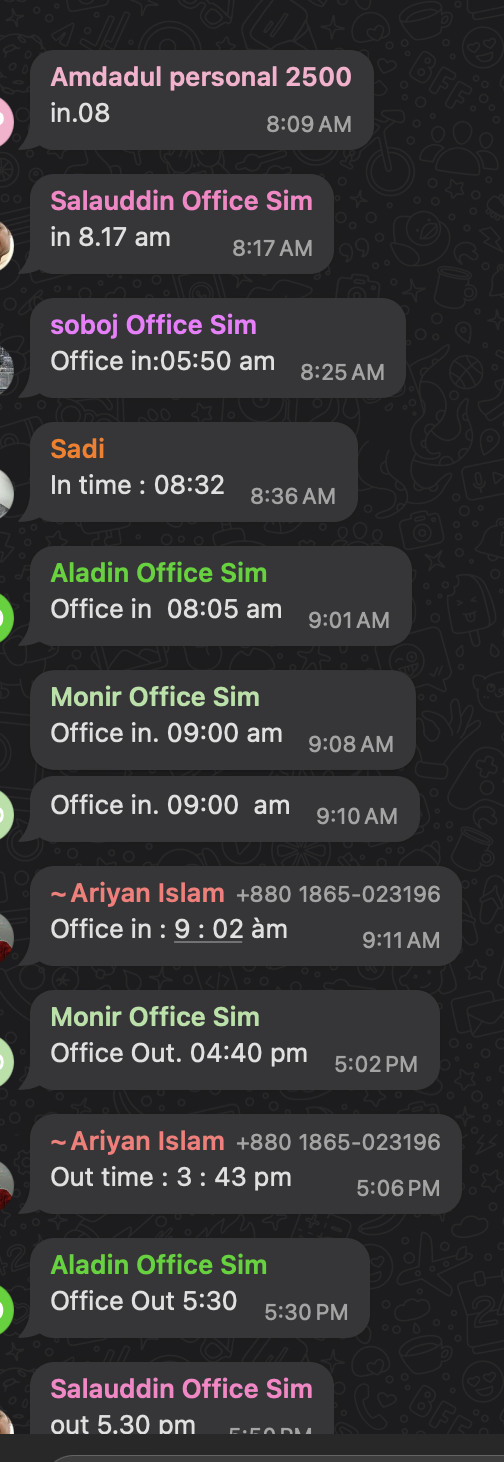 Amdadul personal 2500
in.08
8:09 AM
Salauddin Office Sim
in 8.17 am
8:17 AM
soboj Office Sim
Office in:05:50 am
8:25 AM
Sadi
In time : 08:32
8:36 AM
Aladin Office Sim
Office in  08:05 am
9:01 AM
Monir Office Sim
Office in. 09:00 am
9:08 AM
Office in. 09:00  am
9:10 AM
~Ariyan Islam +880 1865-023196
Office in : 9 : 02 àm
9:11 AM
Monir Office Sim
Office Out. 04:40 pm
5:02 PM
~Ariyan Islam +880 1865-023196
Out time : 3 : 43 pm
5:06 PM
Aladin Office Sim
Office Out 5:30
5:30 PM
Salauddin Office Sim
out 5.30 pm